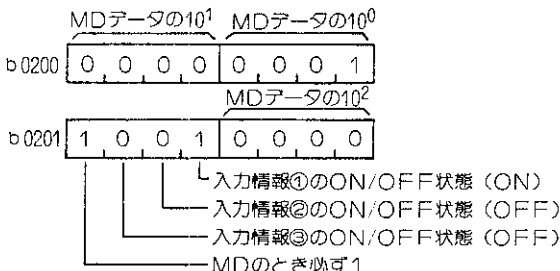 MDデータの10¹ MDデータの10⁰
b0200 0 0 0 0 0 0 0 1
MDデータの10²
b0201 1 0 0 1 0 0 0 0
入力情報①のON/OFF状態（ON）
入力情報②のON/OFF状態（OFF）
入力情報③のON/OFF状態（OFF）
MDのとき必ず1